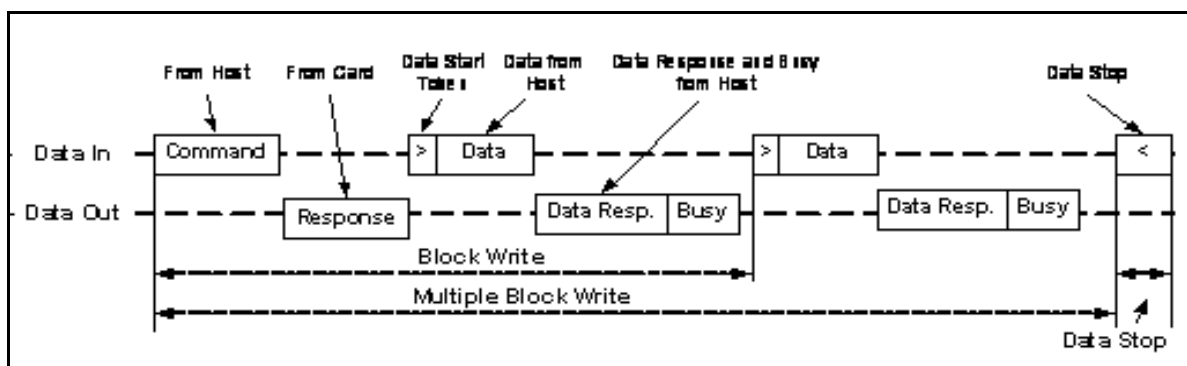 From Host
From Card
Data Start
Token
Data from
Host
Data Response and Busy
from Host
Data Stop
Data In
Command
>
Data
>
Data
<
Data Out
Response
Data Resp.
Busy
Data Resp.
Busy
Block Write
Multiple Block Write
Data Stop